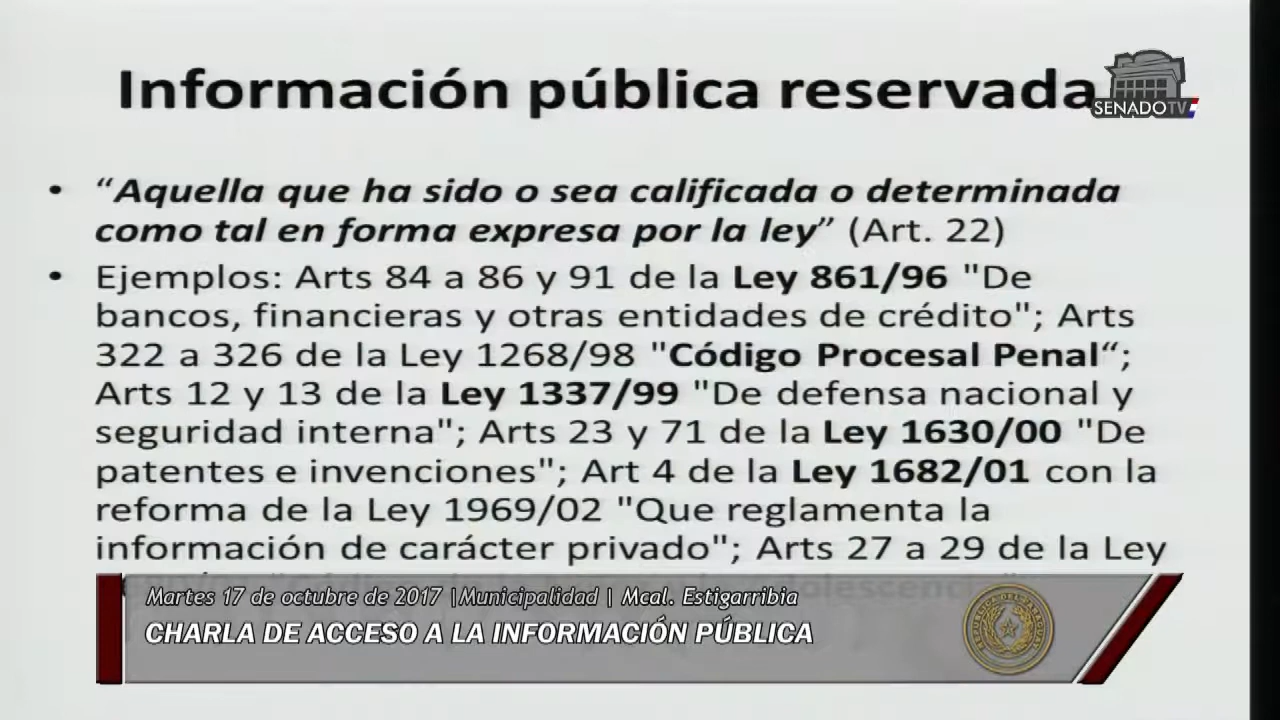 Información pública reservada
SENADO TV
• “Aquella que ha sido o sea calificada o determinada
como tal en forma expresa por la ley” (Art. 22)
• Ejemplos: Arts 84 a 86 y 91 de la Ley 861/96 "De
bancos, financieras y otras entidades de crédito"; Arts
322 a 326 de la Ley 1268/98 "Código Procesal Penal“;
Arts 12 y 13 de la Ley 1337/99 "De defensa nacional y
seguridad interna"; Arts 23 y 71 de la Ley 1630/00 "De
patentes e invenciones"; Art 4 de la Ley 1682/01 con la
reforma de la Ley 1969/02 "Que reglamenta la
información de carácter privado"; Arts 27 a 29 de la Ley
Martes 17 de octubre de 2017 |Municipalidad | Mcal. Estigarribia
CHARLA DE ACCESO A LA INFORMACIÓN PÚBLICA
REPUBLICA DEL PARAGUAY